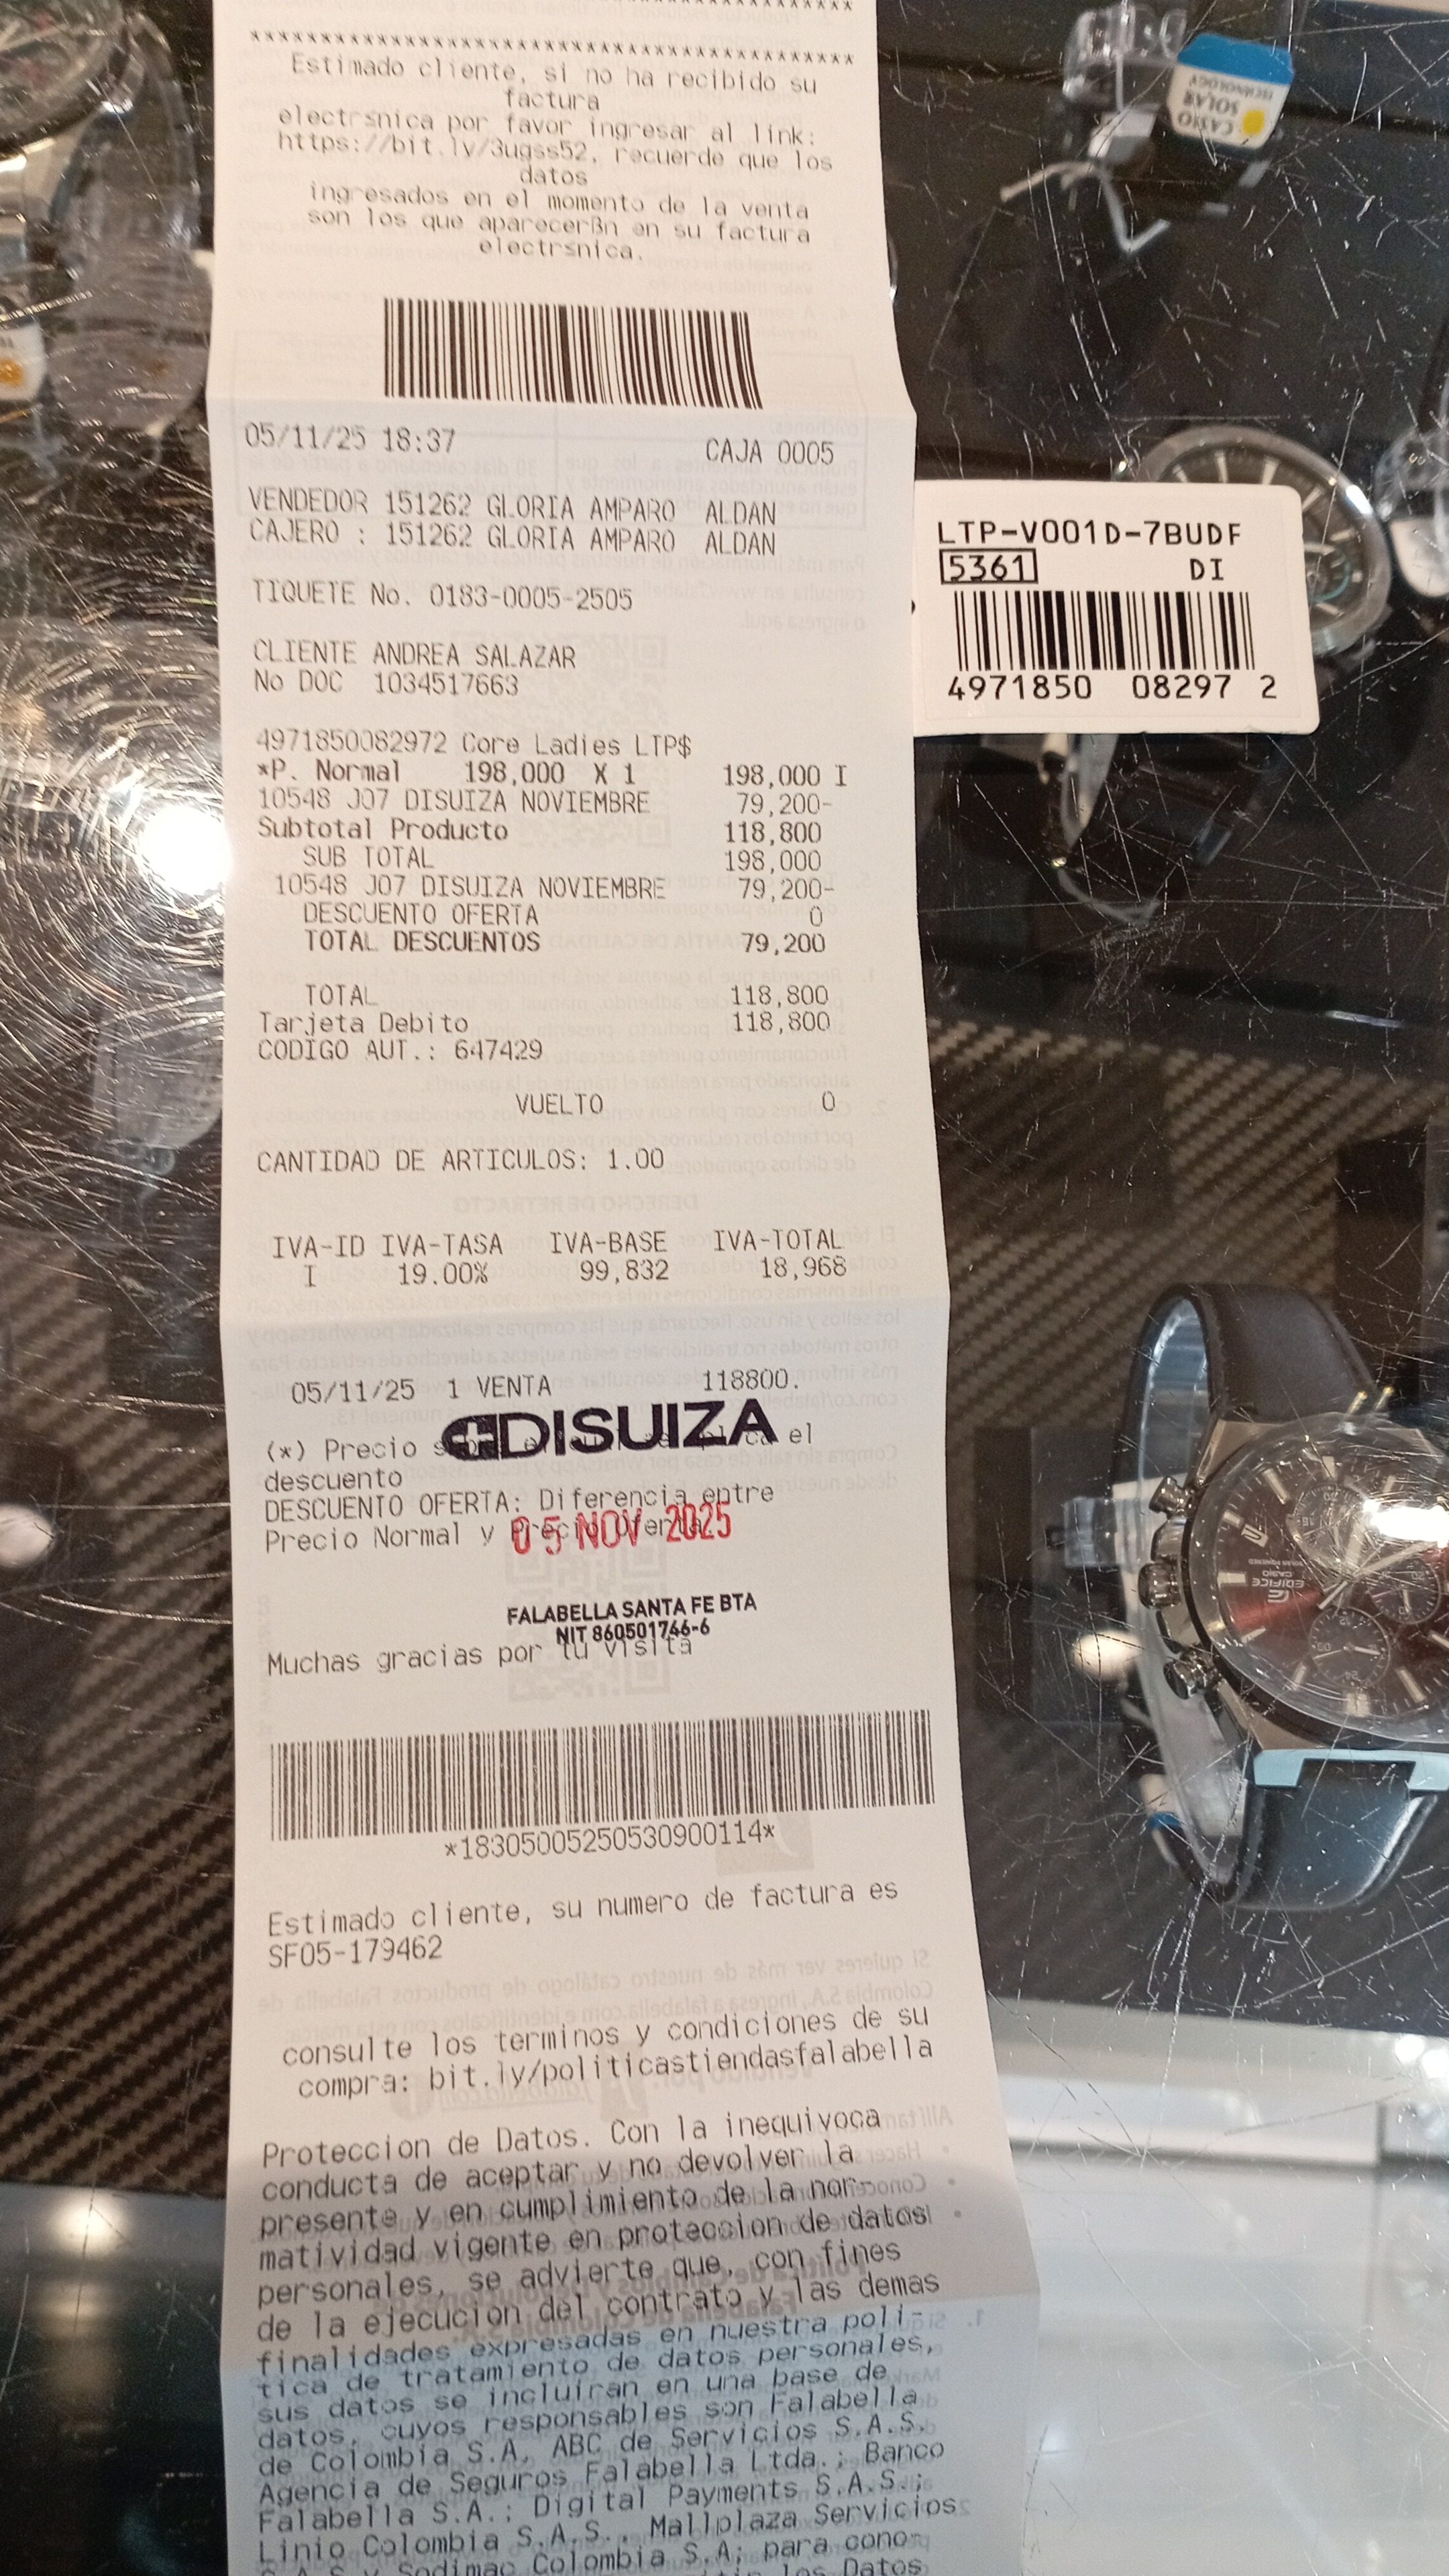 Estimado cliente, si no ha recibido su
factura
electrsnica por favor ingresar al link:
https://bit.ly/3ugss52, recuerde que los
datos
ingresados en el momento de la venta
son los que aparecerßn en su factura
electrsnica.
05/11/25 18:37 CAJA 0005
VENDEDOR 151262 GLORIA AMPARO ALDAN
CAJERO : 151262 GLORIA AMPARO ALDAN
TIQUETE No. 0183-0005-2505
CLIENTE ANDREA SALAZAR
No DOC 1034517663
4971850082972 Core Ladies LTP$
*P. Normal 198,000 X 1 198,000 I
10548 J07 DISUIZA NOVIEMBRE 79,200-
Subtotal Producto 118,800
SUB TOTAL 198,000
10548 J07 DISUIZA NOVIEMBRE 79,200-
DESCUENTO OFERTA 0
TOTAL DESCUENTOS 79,200
TOTAL 118,800
Tarjeta Debito 118,800
CODIGO AUT.: 647429
VUELTO 0
CANTIDAD DE ARTICULOS: 1.00
IVA-ID IVA-TASA IVA-BASE IVA-TOTAL
I 19.00% 99,832 18,968
05/11/25 1 VENTA 118800.
DISUIZA
(*) Precio el
descuento
DESCUENTO OFERTA: Diferencia entre
Precio Normal y Precio
05 NOV 2025
FALABELLA SANTA FE BTA
NIT 860501746-6
Muchas gracias por tu visita
*18305005250530900114*
Estimado cliente, su numero de factura es
SF05-179462
consulte los terminos y condiciones de su
compra: bit.ly/politicastiendasfalabella
Proteccion de Datos. Con la inequivoca
conducta de aceptar y no devolver la
presente y en cumplimiento de la nor-
matividad vigente en proteccion de datos
personales, se advierte que, con fines
de la ejecucion del contrato y las demas
finalidades expresadas en nuestra poli-
tica de tratamiento de datos personales,
sus datos se incluiran en una base de
datos, cuyos responsables son Falabella
de Colombia S.A, ABC de Servicios S.A.S.
Agencia de Seguros Falabella Ltda.; Banco
Falabella S.A.; Digital Payments S.A.S.;
Linio Colombia S.A.S., Mallplaza Servicios
S.A.S y Sodimac Colombia S.A; para cono-
los Datos
LTP-V001D-7BUDF
5361 DI
4971850 08297 2
CASIO
SOLAR
TECHNOLOGY
EDIFICE
CASIO